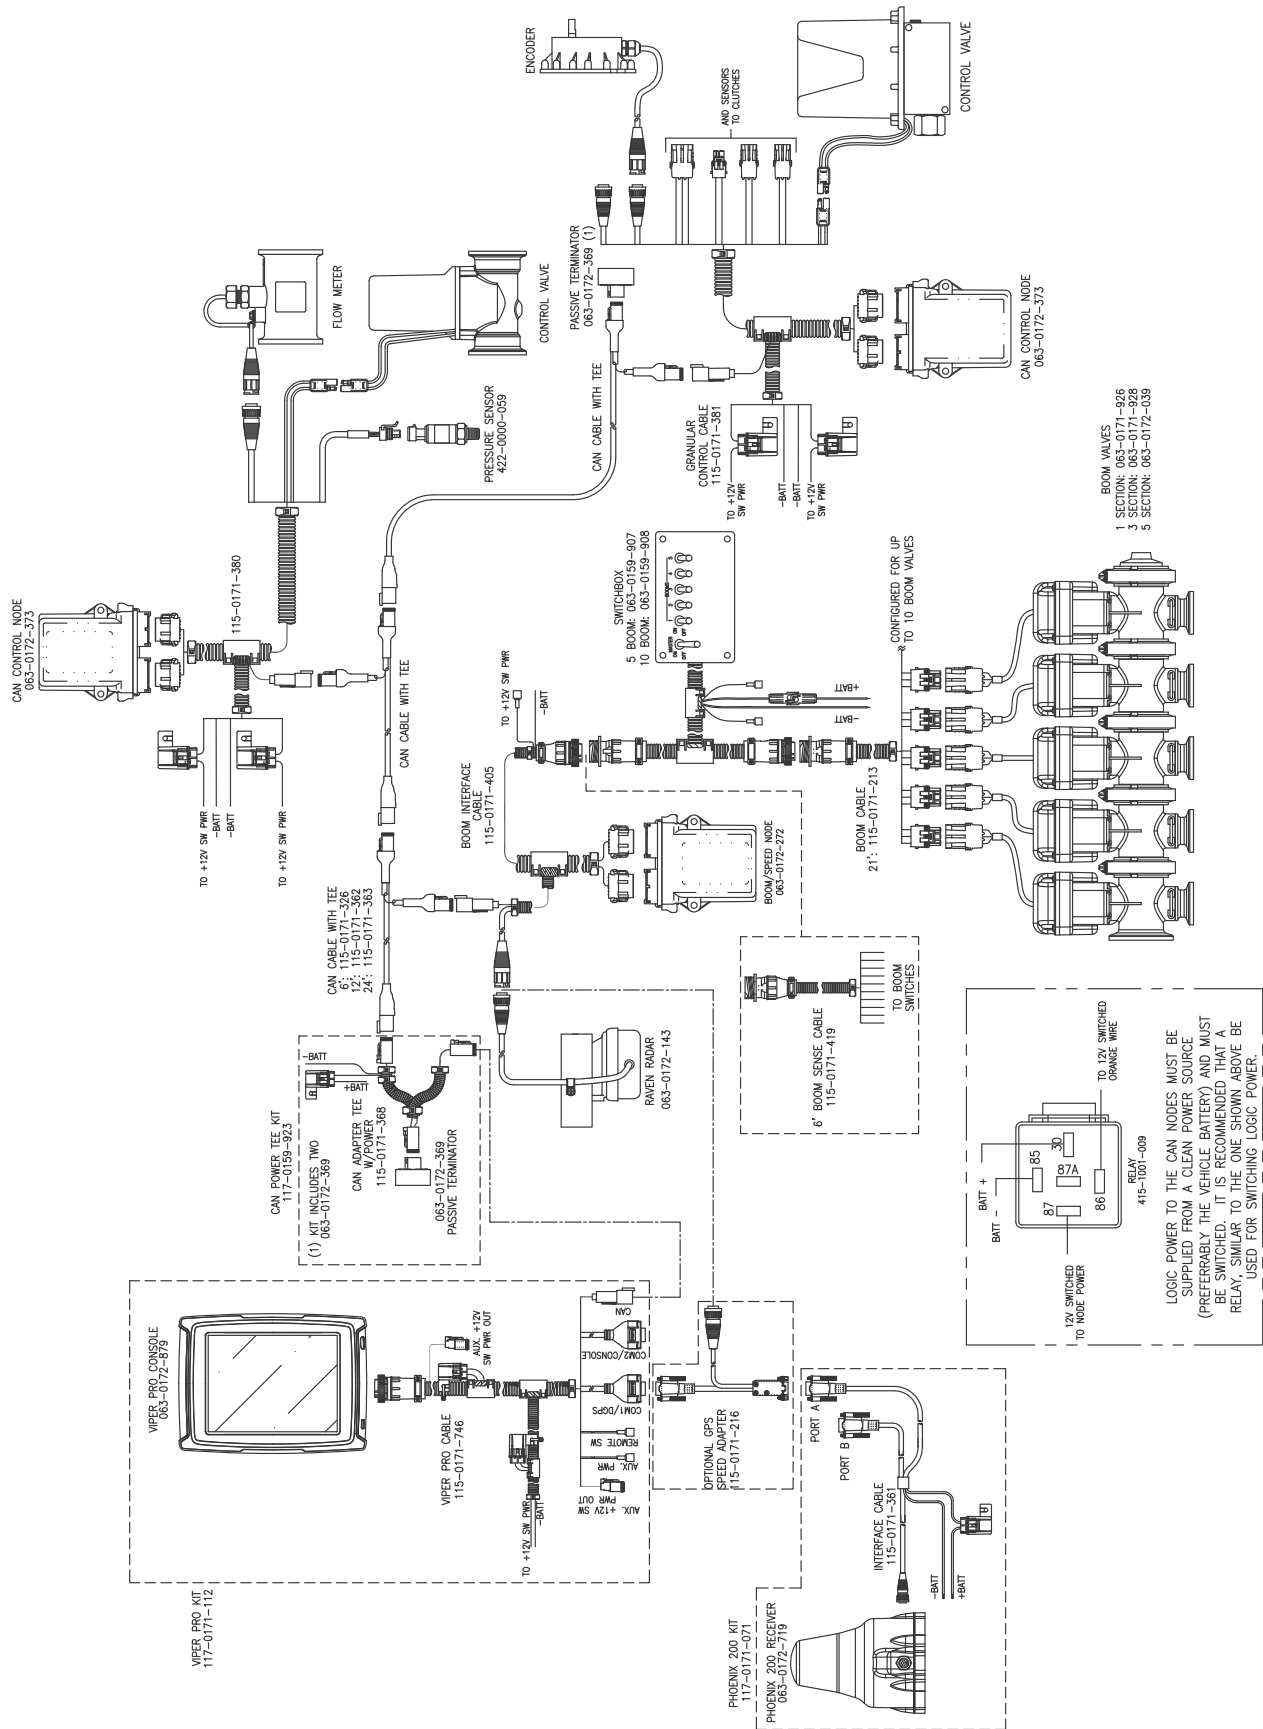 VIPER PRO KIT
117-0171-112
VIPER PRO CONSOLE
063-0172-879
VIPER PRO CABLE
115-0171-746
AUX. +12V
SW PWR OUT
TO +12V SW PWR
-BATT
AUX. +12V SW
PWR OUT
AUX. PWR
REMOTE SW
COM1/DGPS
COM2/CONSOLE
CAN
OPTIONAL GPS
SPEED ADAPTER
115-0171-216
PHOENIX 200 KIT
117-0171-071
PHOENIX 200 RECEIVER
063-0172-719
PORT A
PORT B
INTERFACE CABLE
115-0171-361
-BATT
+BATT
CAN POWER TEE KIT
117-0159-923
(1) KIT INCLUDES TWO
063-0172-369
-BATT
+BATT
CAN ADAPTER TEE
W/POWER
115-0171-368
063-0172-369
PASSIVE TERMINATOR
CAN CABLE WITH TEE
6': 115-0171-326
12': 115-0171-362
24': 115-0171-363
RAVEN RADAR
063-0172-143
BOOM INTERFACE
CABLE
115-0171-405
TO +12V SW PWR
-BATT
BOOM/SPEED NODE
063-0172-272
6' BOOM SENSE CABLE
115-0171-419
TO BOOM
SWITCHES
SWITCHBOX
5 BOOM: 063-0159-907
10 BOOM: 063-0159-908
MASTER
ON
OFF
BOOMS
1
2
3
4
5
ON
OFF
-BATT
+BATT
BOOM CABLE
21': 115-0171-213
CONFIGURED FOR UP
TO 10 BOOM VALVES
BOOM VALVES
1 SECTION: 063-0171-926
3 SECTION: 063-0171-928
5 SECTION: 063-0172-039
CAN CONTROL NODE
063-0172-373
115-0171-380
TO +12V SW PWR
-BATT
-BATT
TO +12V SW PWR
CAN CABLE WITH TEE
FLOW METER
CONTROL VALVE
PRESSURE SENSOR
422-0000-059
CAN CABLE WITH TEE
PASSIVE TERMINATOR
063-0172-369 (1)
GRANULAR
CONTROL CABLE
115-0171-381
TO +12V
SW PWR
-BATT
-BATT
TO +12V
SW PWR
CAN CONTROL NODE
063-0172-373
ENCODER
AND SENSORS
TO CLUTCHES
CONTROL VALVE
BATT +
BATT -
85
30
87A
87
86
RELAY
415-1001-009
12V SWITCHED
TO NODE POWER
TO 12V SWITCHED
ORANGE WIRE
LOGIC POWER TO THE CAN NODES MUST BE
SUPPLIED FROM A CLEAN POWER SOURCE
(PREFERRABLY THE VEHICLE BATTERY) AND MUST
BE SWITCHED. IT IS RECOMMENDED THAT A
RELAY, SIMILAR TO THE ONE SHOWN ABOVE BE
USED FOR SWITCHING LOGIC POWER.